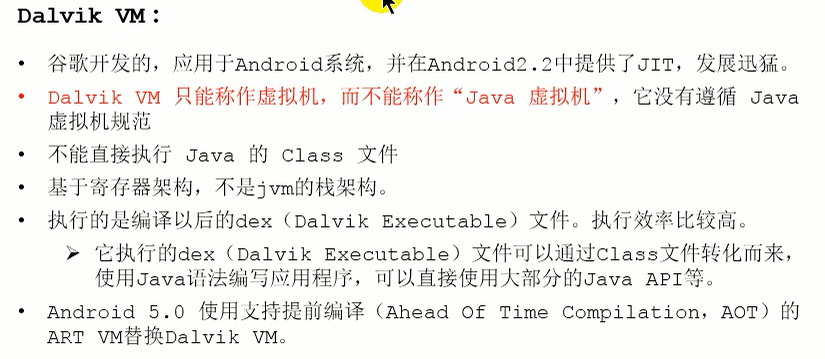 Dalvik VM：
• 谷歌开发的，应用于Android系统，并在Android2.2中提供了JIT，发展迅猛。
• Dalvik VM 只能称作虚拟机，而不能称作“Java 虚拟机”，它没有遵循 Java
虚拟机规范
• 不能直接执行 Java 的 Class 文件
• 基于寄存器架构，不是jvm的栈架构。
• 执行的是编译以后的dex（Dalvik Executable）文件。执行效率比较高。
➢ 它执行的dex（Dalvik Executable）文件可以通过Class文件转化而来，
使用Java语法编写应用程序，可以直接使用大部分的Java API等。
• Android 5.0 使用支持提前编译（Ahead Of Time Compilation，AOT）的
ART VM替换Dalvik VM。